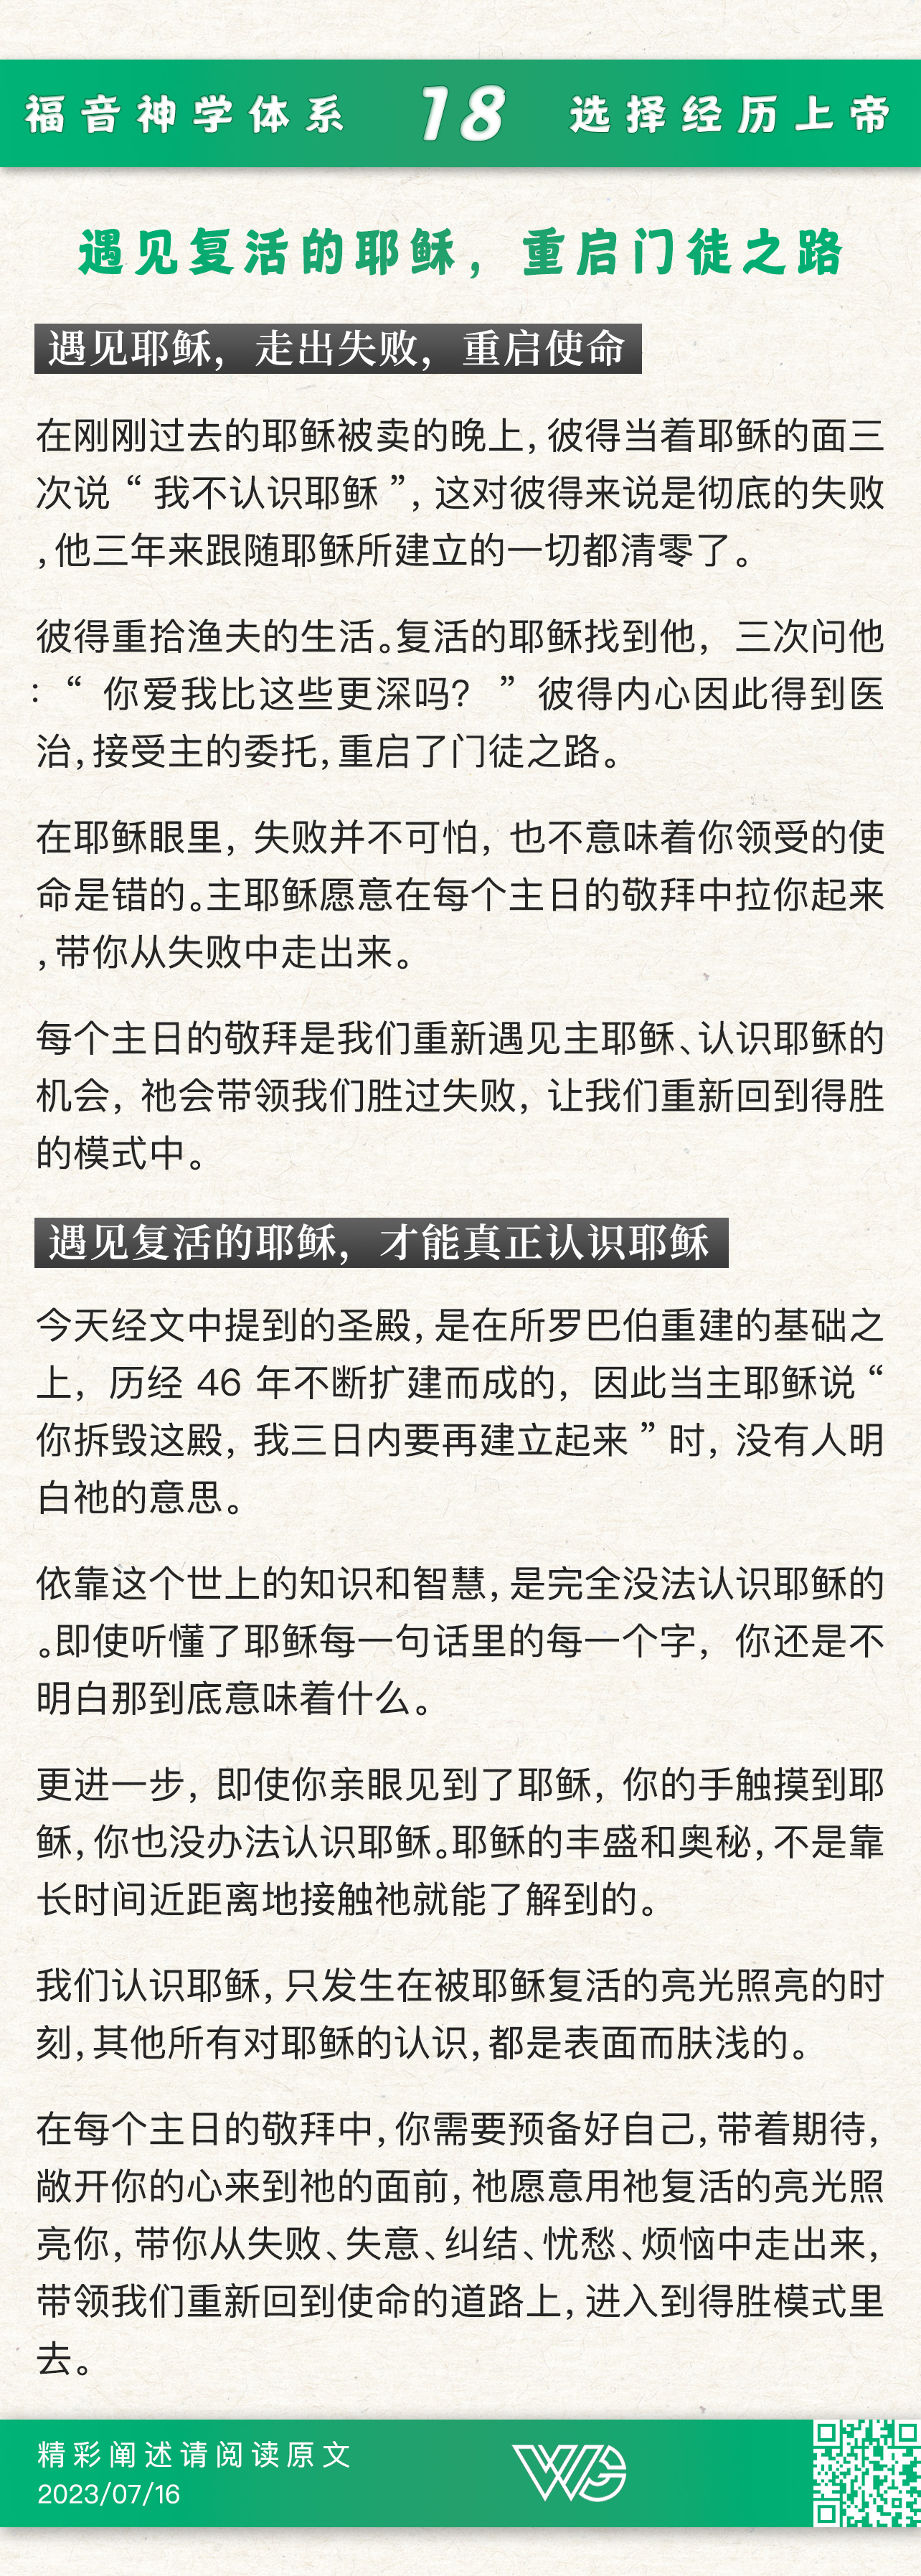 福音神学体系 18 选择经历上帝
遇见复活的耶稣，重启门徒之路
遇见耶稣，走出失败，重启使命
在刚刚过去的耶稣被卖的晚上，彼得当着耶稣的面三
次说“我不认识耶稣”，这对彼得来说是彻底的失败
，他三年来跟随耶稣所建立的一切都清零了。
彼得重拾渔夫的生活。复活的耶稣找到他，三次问他
：“你爱我比这些更深吗？”彼得内心因此得到医
治，接受主的委托，重启了门徒之路。
在耶稣眼里，失败并不可怕，也不意味着你领受的使
命是错的。主耶稣愿意在每个主日的敬拜中拉你起来
，带你从失败中走出来。
每个主日的敬拜是我们重新遇见主耶稣、认识耶稣的
机会，祂会带领我们胜过失败，让我们重新回到得胜
的模式中。
遇见复活的耶稣，才能真正认识耶稣
今天经文中提到的圣殿，是在所罗巴伯重建的基础之
上，历经 46 年不断扩建而成的，因此当主耶稣说“
你拆毁这殿，我三日内要再建立起来”时，没有人明
白祂的意思。
依靠这个世上的知识和智慧，是完全没法认识耶稣的
。即使听懂了耶稣每一句话里的每一个字，你还是不
明白那到底意味着什么。
更进一步，即使你亲眼见到了耶稣，你的手触摸到耶
稣，你也没办法认识耶稣。耶稣的丰盛和奥秘，不是靠
长时间近距离地接触祂就能了解到的。
我们认识耶稣，只发生在被耶稣复活的亮光照亮的时
刻，其他所有对耶稣的认识，都是表面而肤浅的。
在每个主日的敬拜中，你需要预备好自己，带着期待，
敞开你的心来到祂的面前，祂愿意用祂复活的亮光照
亮你，带你从失败、失意、纠结、忧愁、烦恼中走出来，
带领我们重新回到使命的道路上，进入到得胜模式里
去。
精彩阐述请阅读原文
2023/07/16